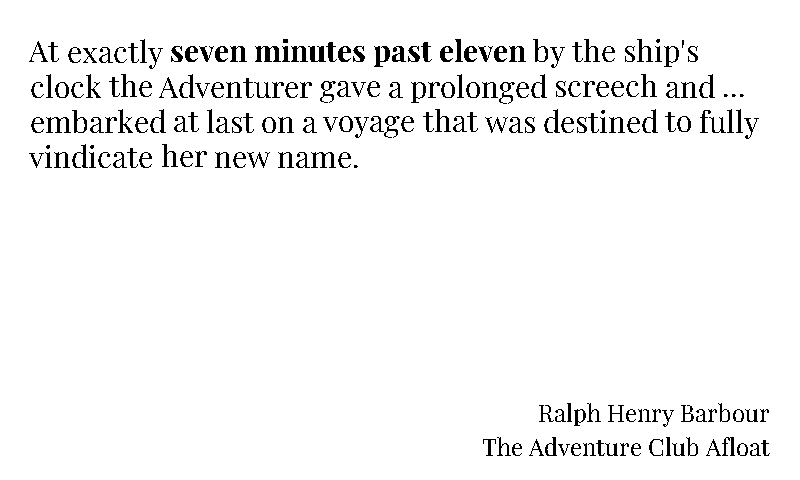 At exactly seven minutes past eleven by the ship's
clock the Adventurer gave a prolonged screech and ...
embarked at last on a voyage that was destined to fully
vindicate her new name.
Ralph Henry Barbour
The Adventure Club Afloat